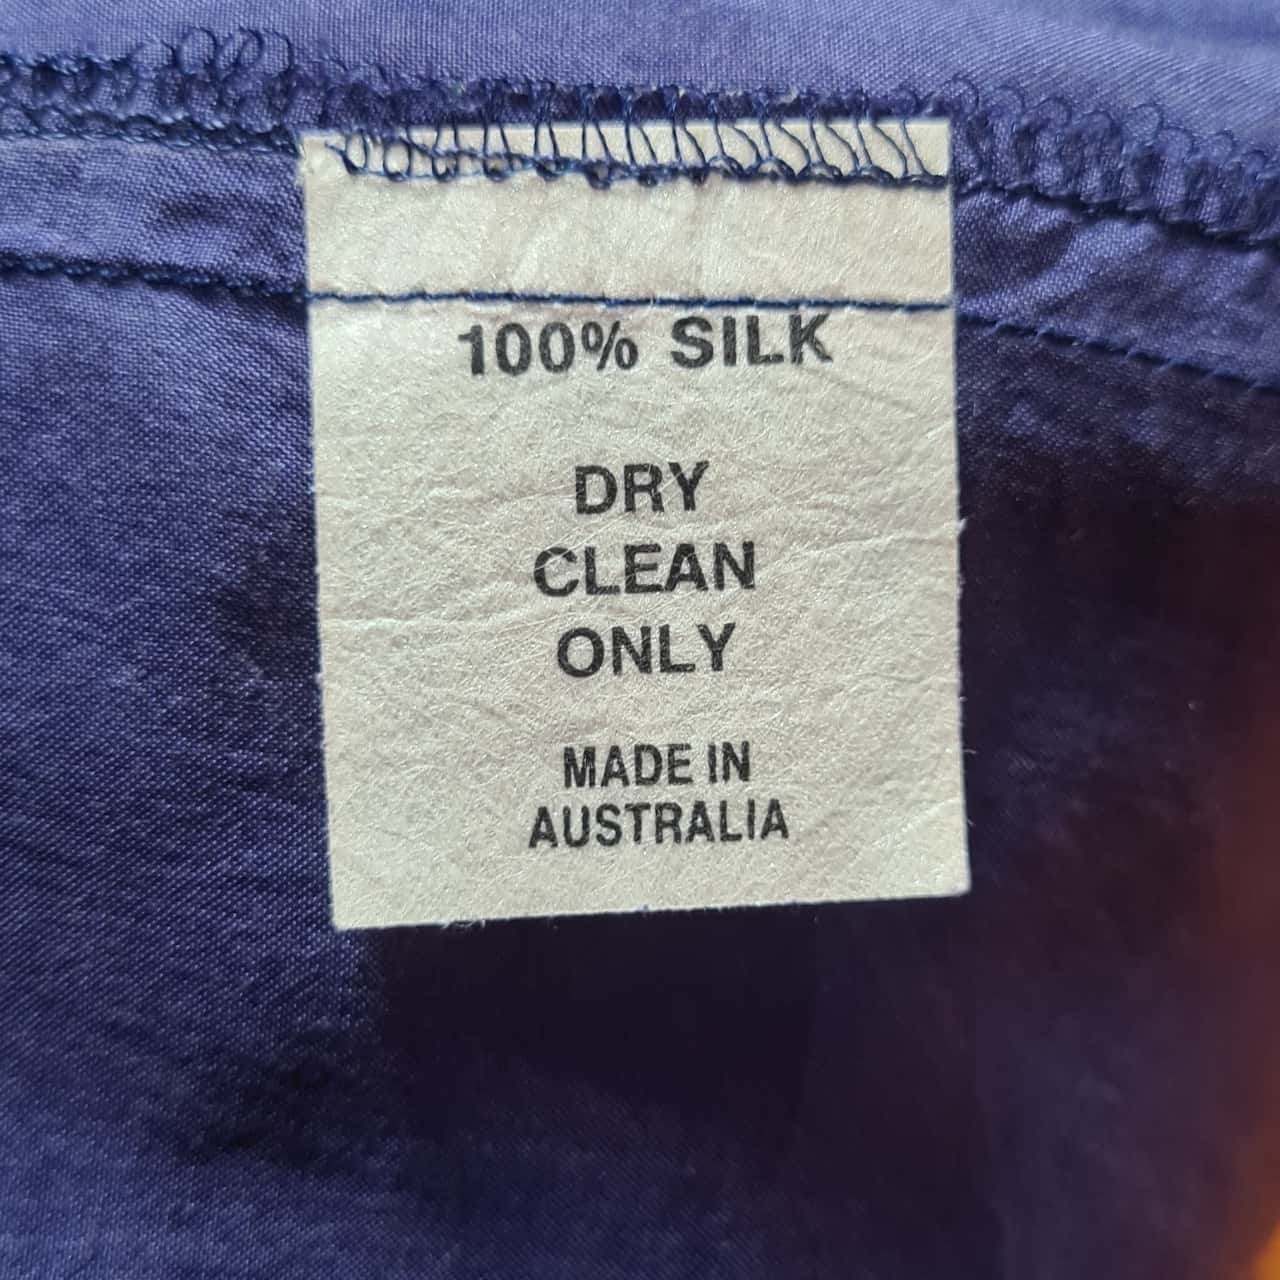 100% SILK
DRY
CLEAN
ONLY
MADE IN
AUSTRALIA